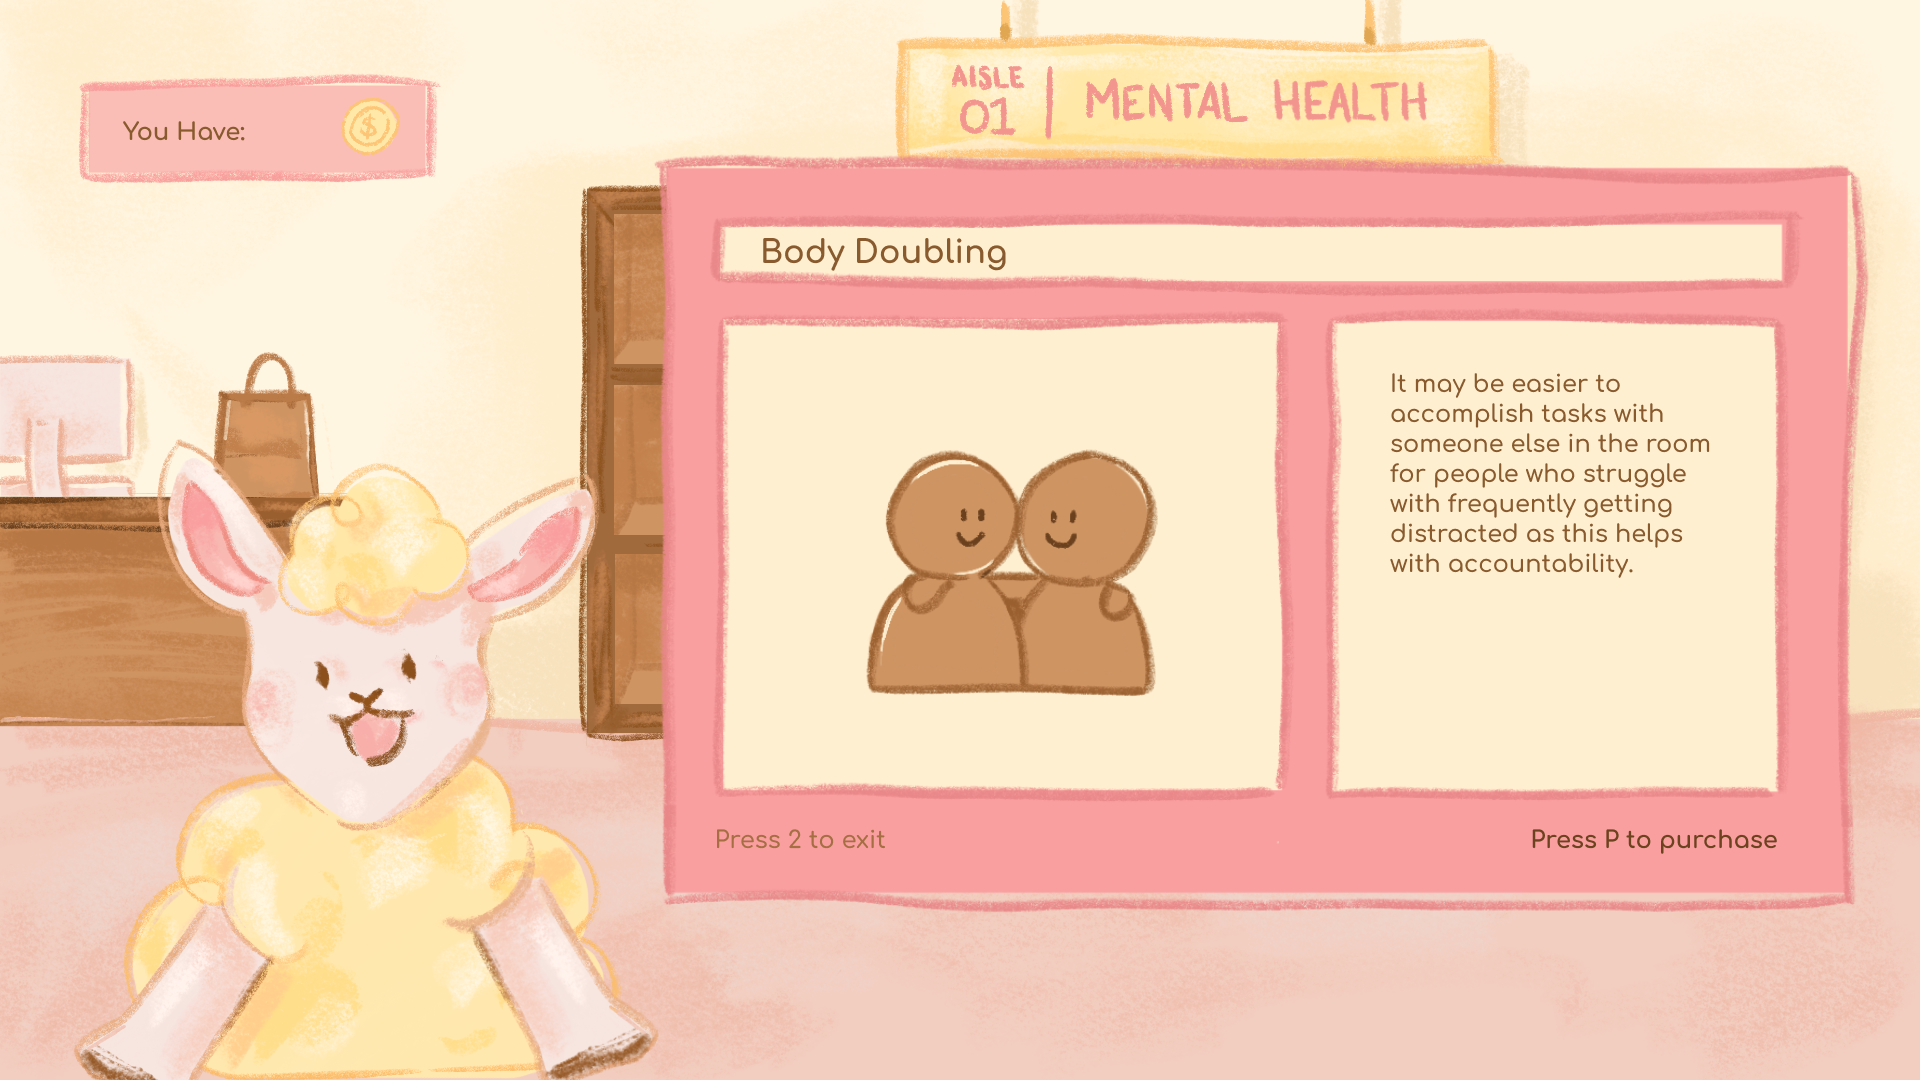 You Have:
$
AISLE
01
MENTAL HEALTH
Body Doubling
It may be easier to
accomplish tasks with
someone else in the room
for people who struggle
with frequently getting
distracted as this helps
with accountability.
Press 2 to exit
Press P to purchase